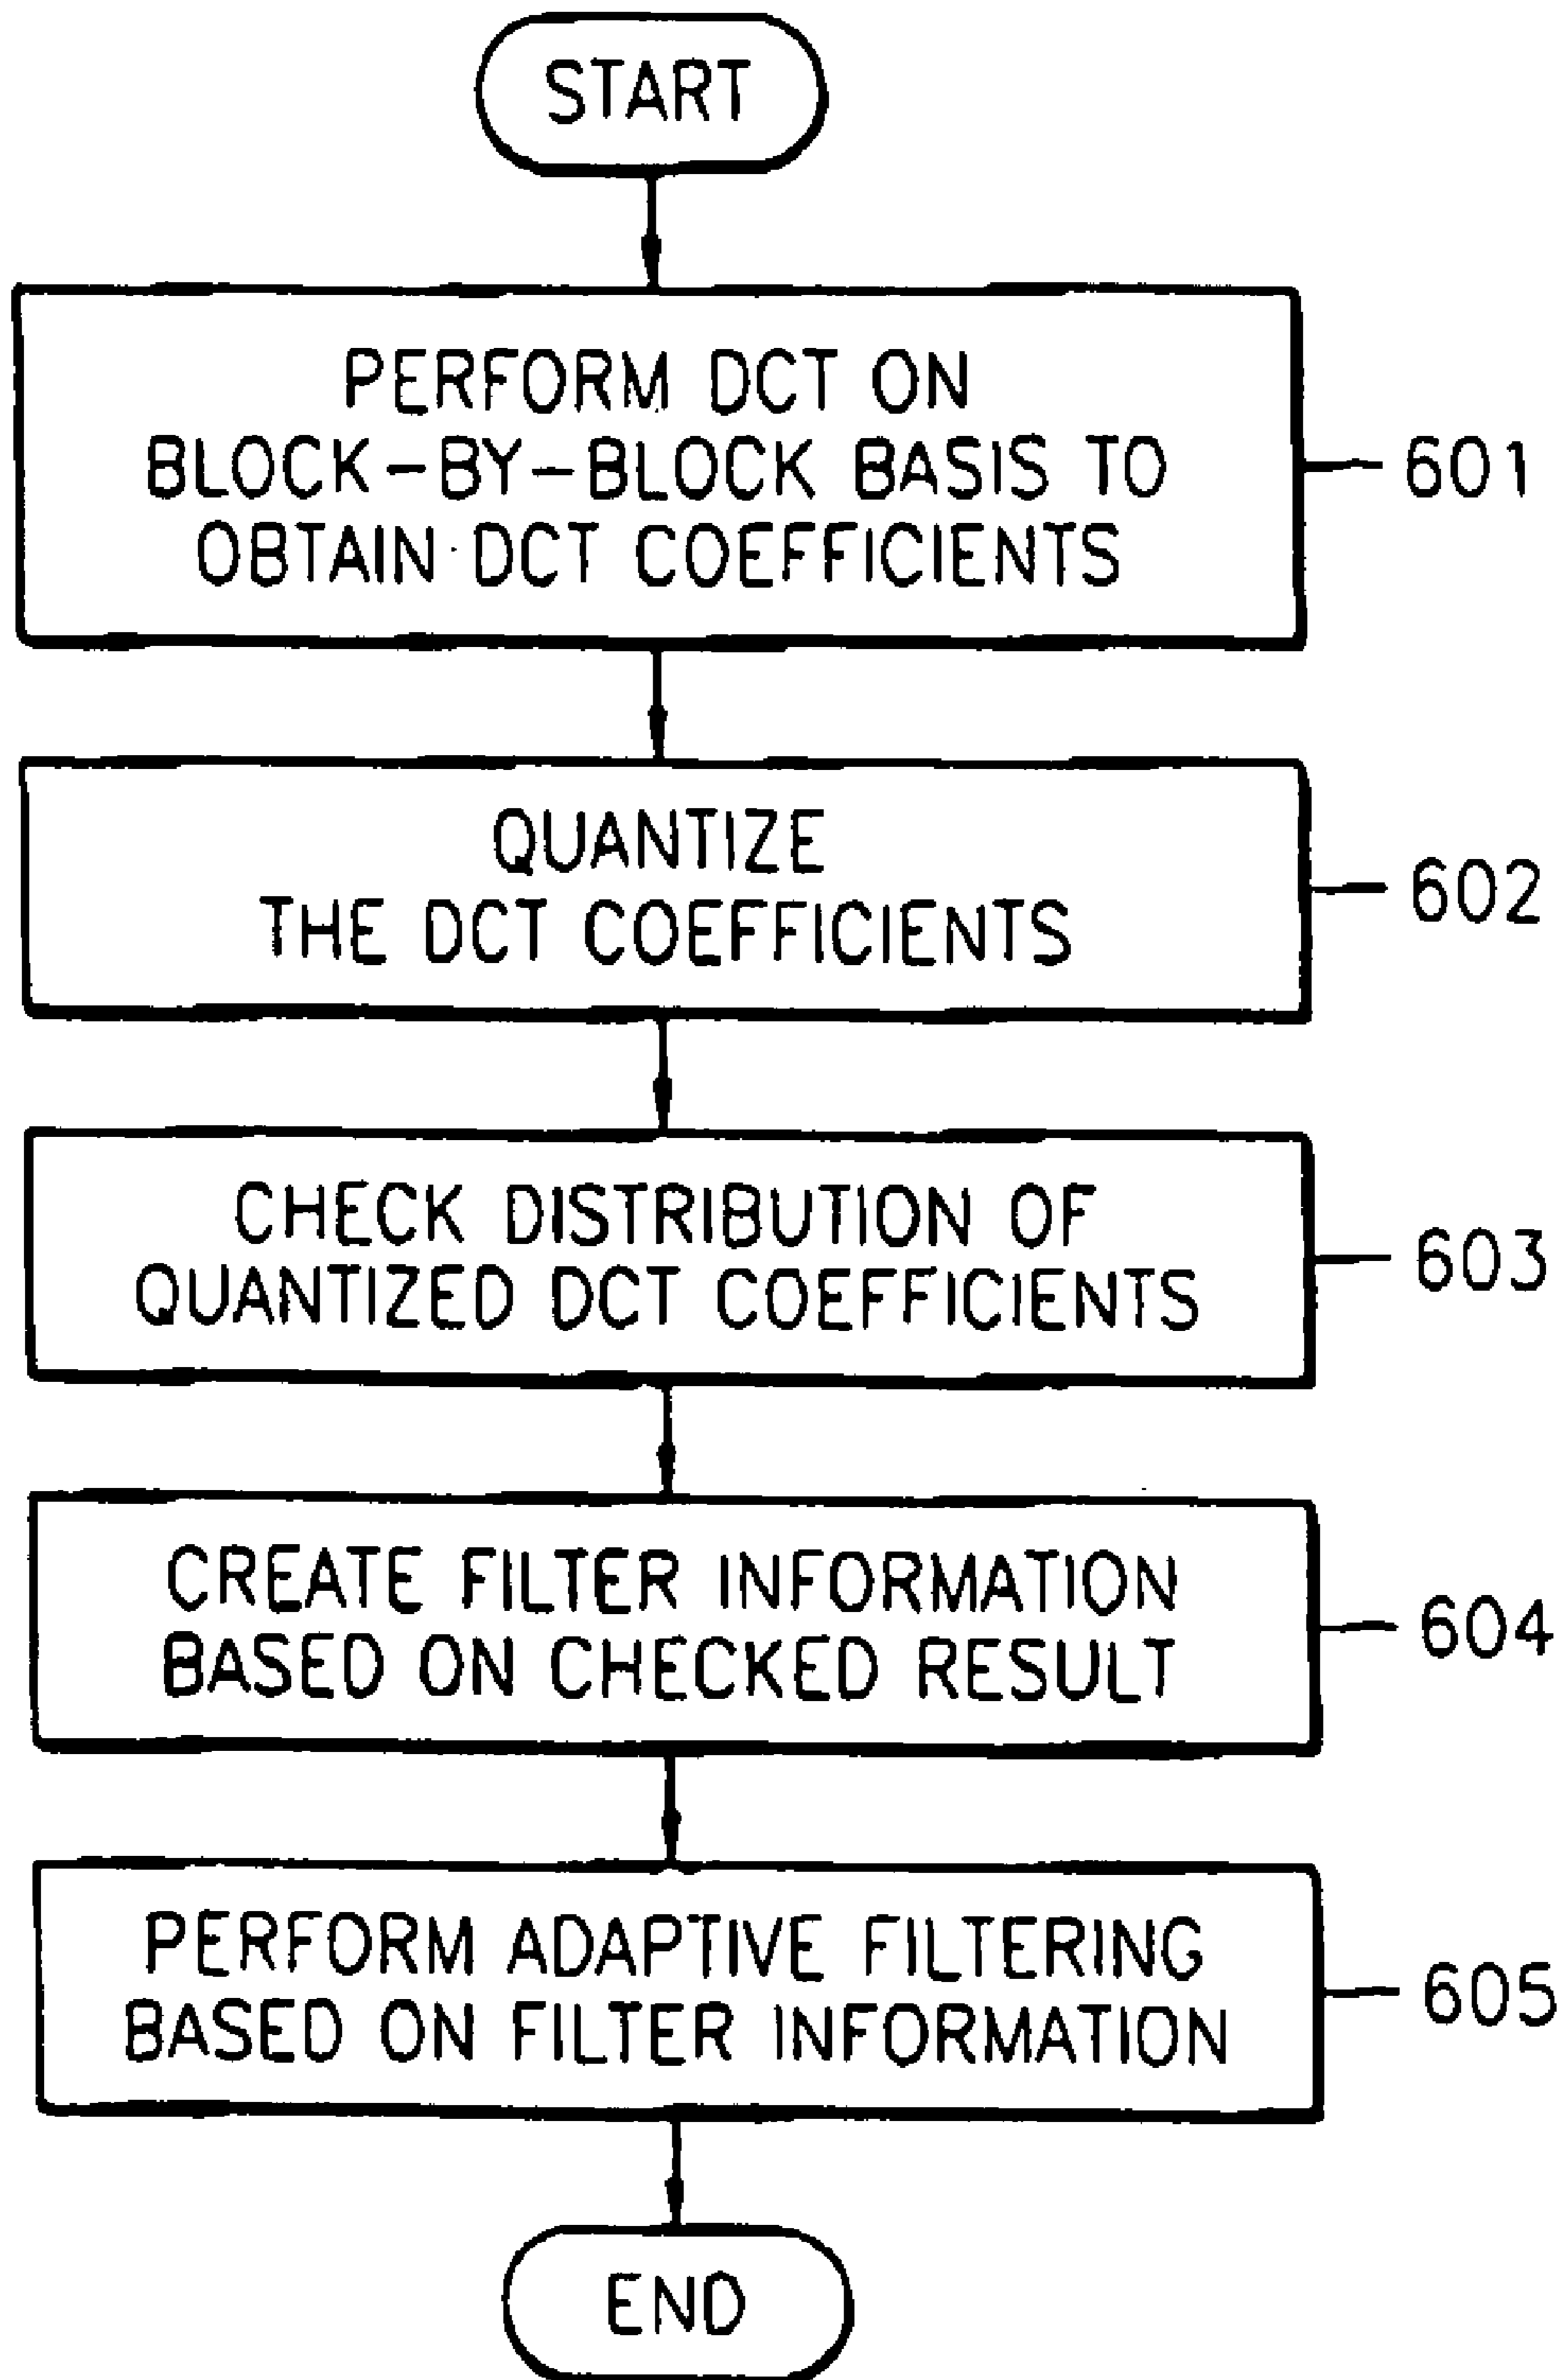 START
PERFORM DCT ON
BLOCK-BY-BLOCK BASIS TO
OBTAIN DCT COEFFICIENTS
601
QUANTIZE
THE DCT COEFFICIENTS
602
CHECK DISTRIBUTION OF
QUANTIZED DCT COEFFICIENTS
603
CREATE FILTER INFORMATION
BASED ON CHECKED RESULT
604
PERFORM ADAPTIVE FILTERING
BASED ON FILTER INFORMATION
605
END